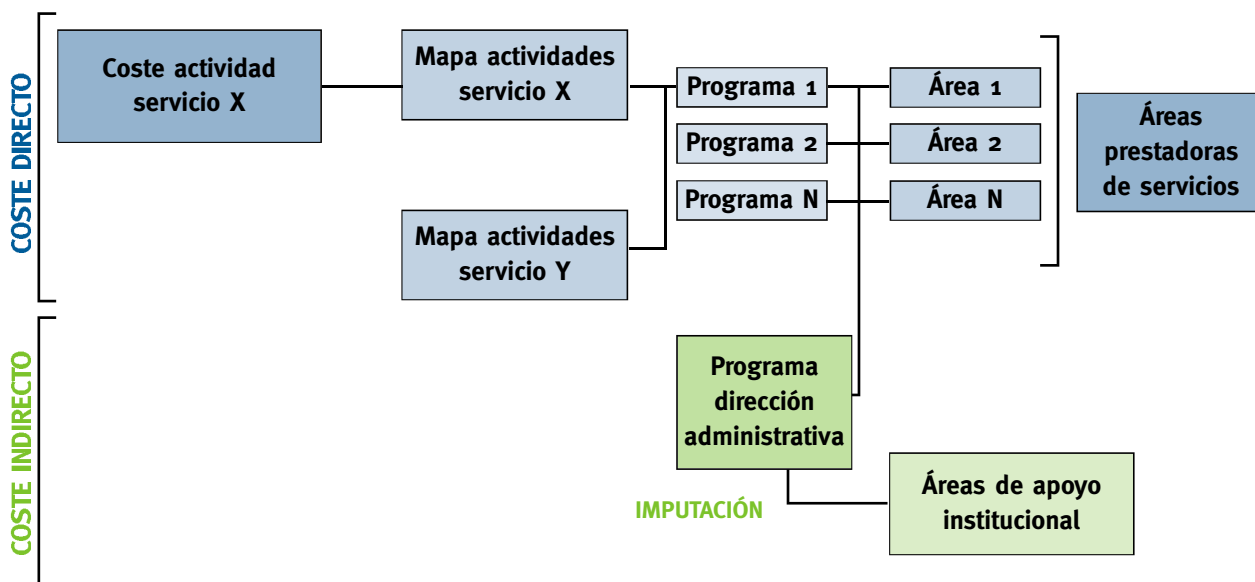 COSTE DIRECTO
Coste actividad
servicio X
Mapa actividades
servicio X
Mapa actividades
servicio Y
Programa 1
Programa 2
Programa N
Área 1
Área 2
Área N
Áreas
prestadoras
de servicios
COSTE INDIRECTO
Programa
dirección
administrativa
IMPUTACIÓN
Áreas de apoyo
institucional